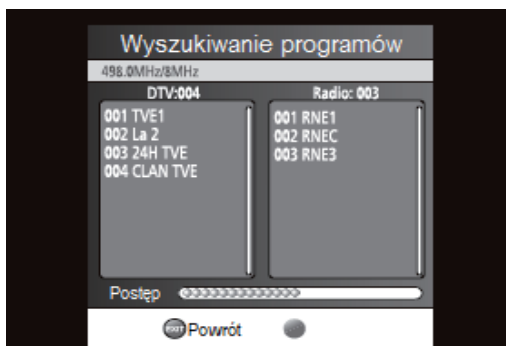 Wyszukiwanie programów
498.0MHz/8MHz
DTV:004
001 TVE1
002 La 2
003 24H TVE
004 CLAN TVE
Radio: 003
001 RNE1
002 RNEC
003 RNE3
Postęp
EXIT Powrót